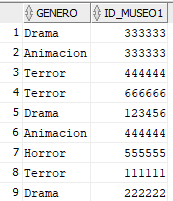 GENERO ID_MUSEO1
1 Drama 333333
2 Animacion 333333
3 Terror 444444
4 Terror 666666
5 Drama 123456
6 Animacion 444444
7 Horror 555555
8 Terror 111111
9 Drama 222222